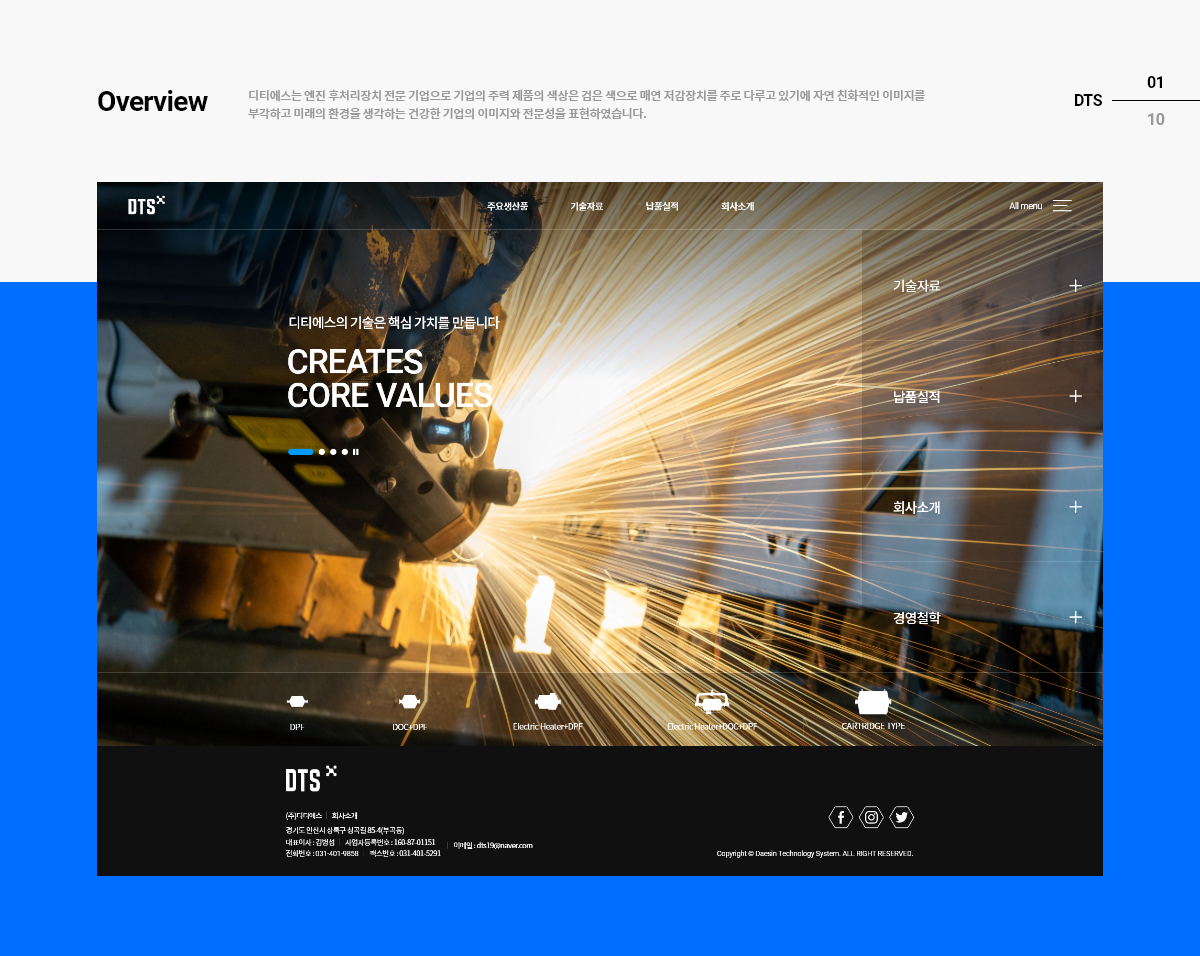 Overview
디티에스는 엔진 후처리장치 전문 기업으로 기업의 주력 제품의 색상은 검은 색으로 매연 저감장치를 주로 다루고 있기에 자연 친화적인 이미지를
부각하고 미래의 환경을 생각하는 건강한 기업의 이미지와 전문성을 표현하였습니다.
01
DTS
10
DTS
주요생산품 기술자료 납품실적 회사소개
All menu
디티에스의 기술은 핵심 가치를 만듭니다
CREATES
CORE VALUES
기술자료
납품실적
회사소개
경영철학
DPF DOC+DPF Electric Heater+DPF Electric Heater+DOC+DPF CARTRIDGE TYPE
DTS
(주)디티에스 회사소개
경기도 안산시 상록구 성곡길 85-4(부곡동)
대표이사 : 김병섭 사업자등록번호 : 160-87-01151
전화번호 : 031-401-9858 팩스번호 : 031-401-5291
이메일 : dts19@naver.com
Copyright © Daesin Technology System. ALL RIGHT RESERVED.